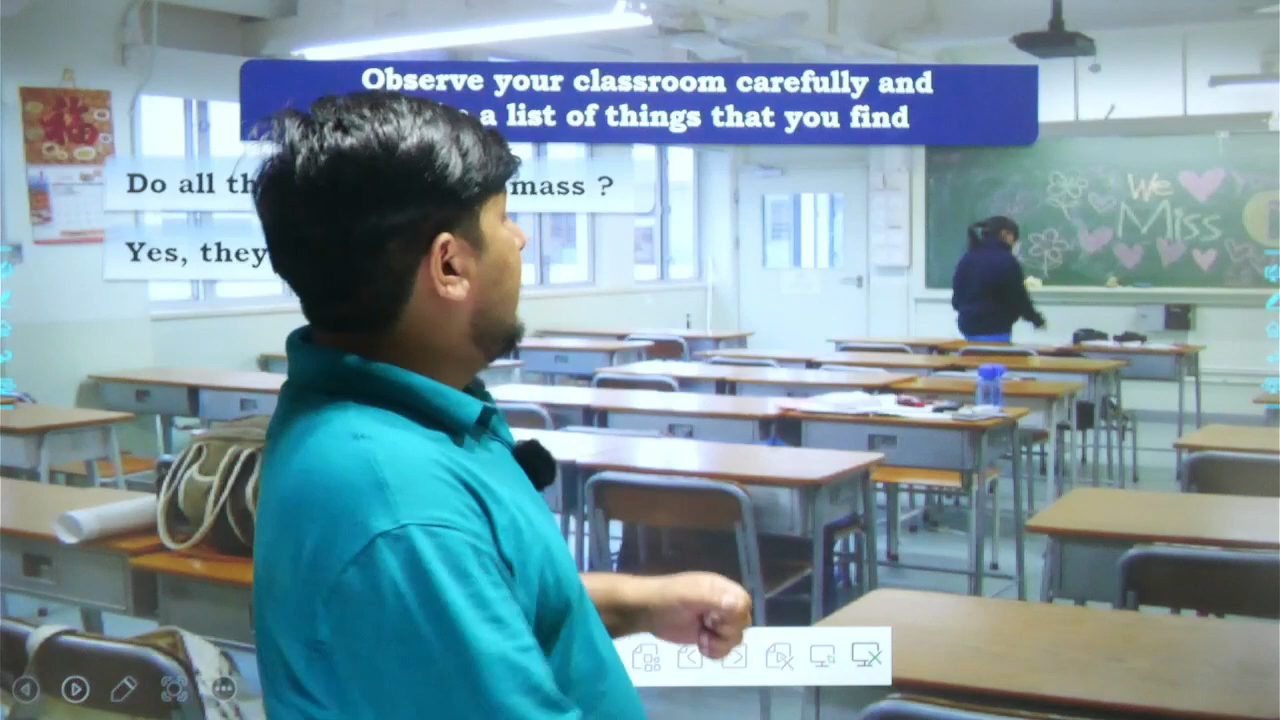 Observe your classroom carefully and
a list of things that you find
Do all mass ?
Yes, they
We
Miss
福